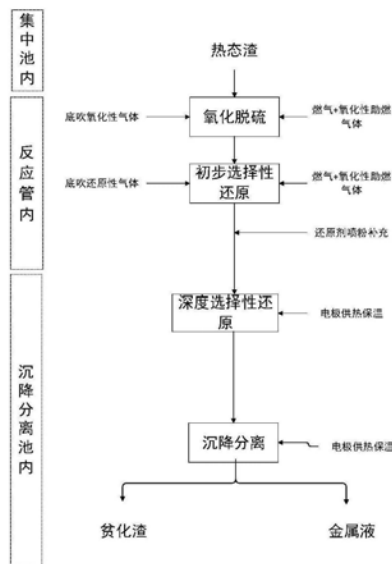 集中池内
热态渣
反应管内
底吹氧化性气体
氧化脱硫
燃气+氧化性助燃
气体
底吹还原性气体
初步选择性
还原
燃气+氧化性助燃
气体
还原剂喷粉补充
沉降分离池内
深度选择性还
原
电极供热保温
沉降分离
电极供热保温
贫化渣
金属液